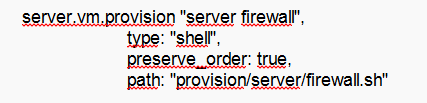 server.vm.provision "server firewall",
type: "shell",
preserve_order: true,
path: "provision/server/firewall.sh"